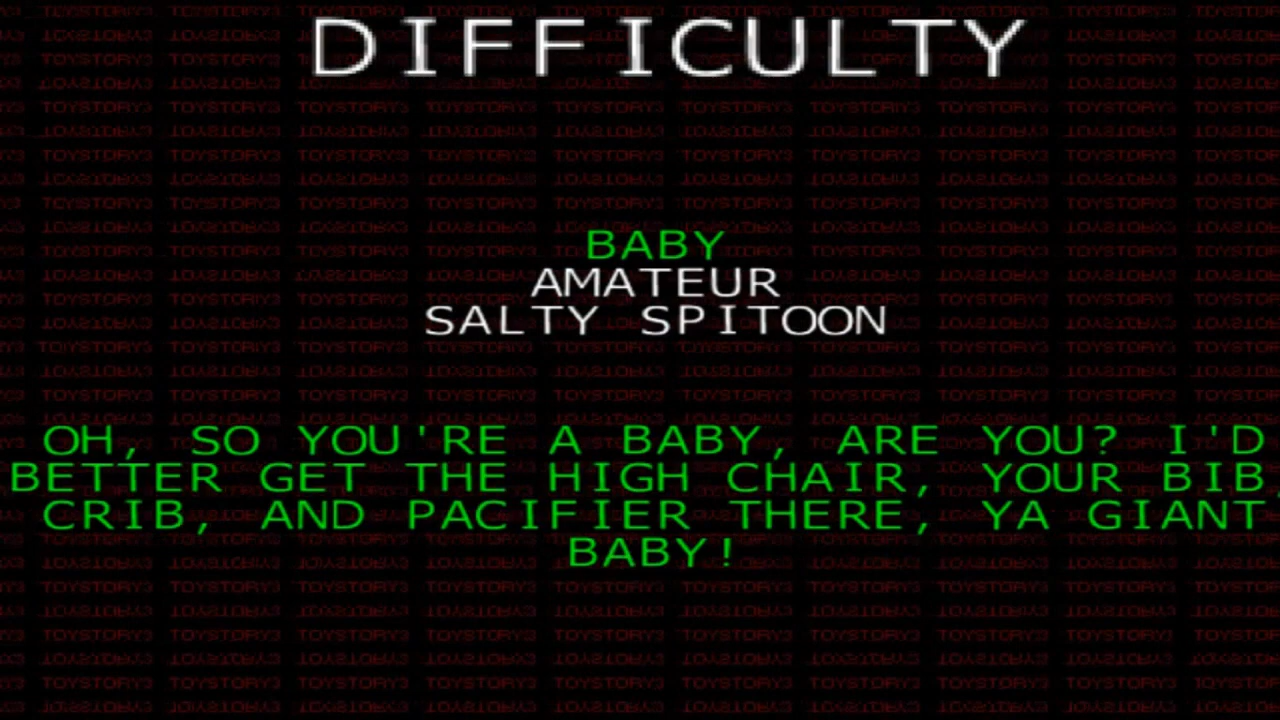 DIFFICULTY
BABY
AMATEUR
SALTY SPITOON
OH, SO YOU'RE A BABY, ARE YOU? I'D
BETTER GET THE HIGH CHAIR, YOUR BIB
CRIB, AND PACIFIER THERE, YA GIANT
BABY!
TOYSTORY3